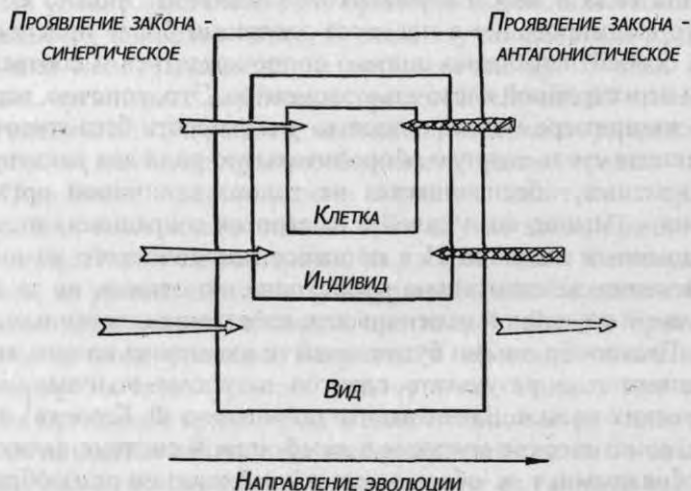 Проявление закона -
синергическое
Проявление закона -
антагонистическое
Клетка
Индивид
Вид
Направление эволюции